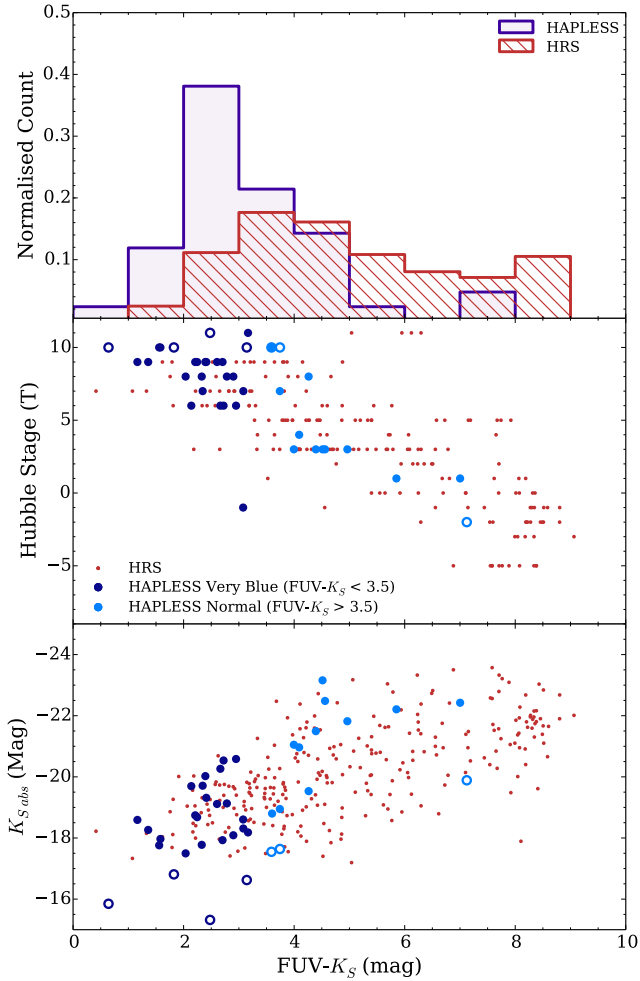 0.5
0.4
0.3
0.2
0.1
Normalised Count
HAPLESS
HRS
10
5
0
−5
Hubble Stage (T)
HRS
HAPLESS Very Blue (FUV-K_S < 3.5)
HAPLESS Normal (FUV-K_S > 3.5)
−24
−22
−20
−18
−16
K_{S abs} (Mag)
0 2 4 6 8 10
FUV-K_S (mag)